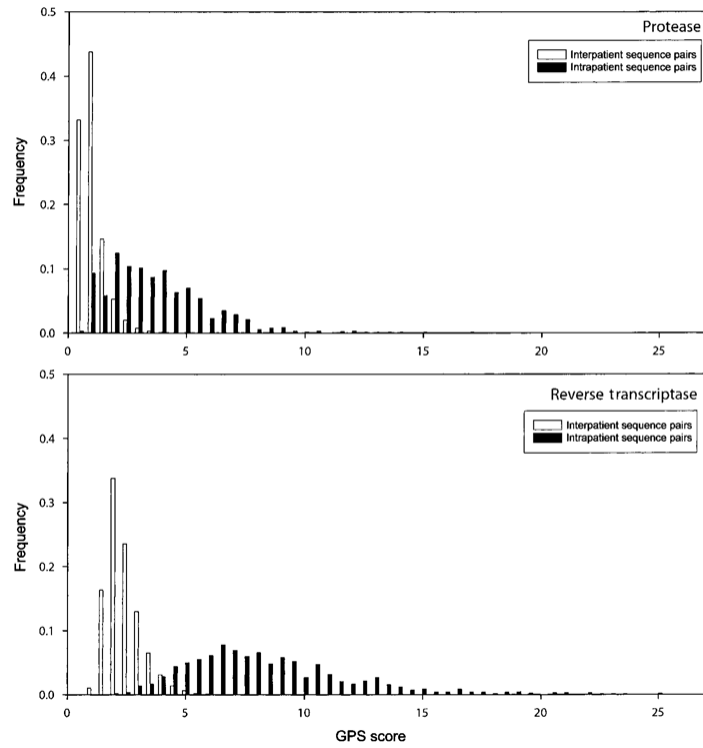 Protease
Interpatient sequence pairs
Intrapatient sequence pairs
Frequency
0.5
0.4
0.3
0.2
0.1
0.0
0 5 10 15 20 25
Reverse transcriptase
Interpatient sequence pairs
Intrapatient sequence pairs
Frequency
0.5
0.4
0.3
0.2
0.1
0.0
0 5 10 15 20 25
GPS score